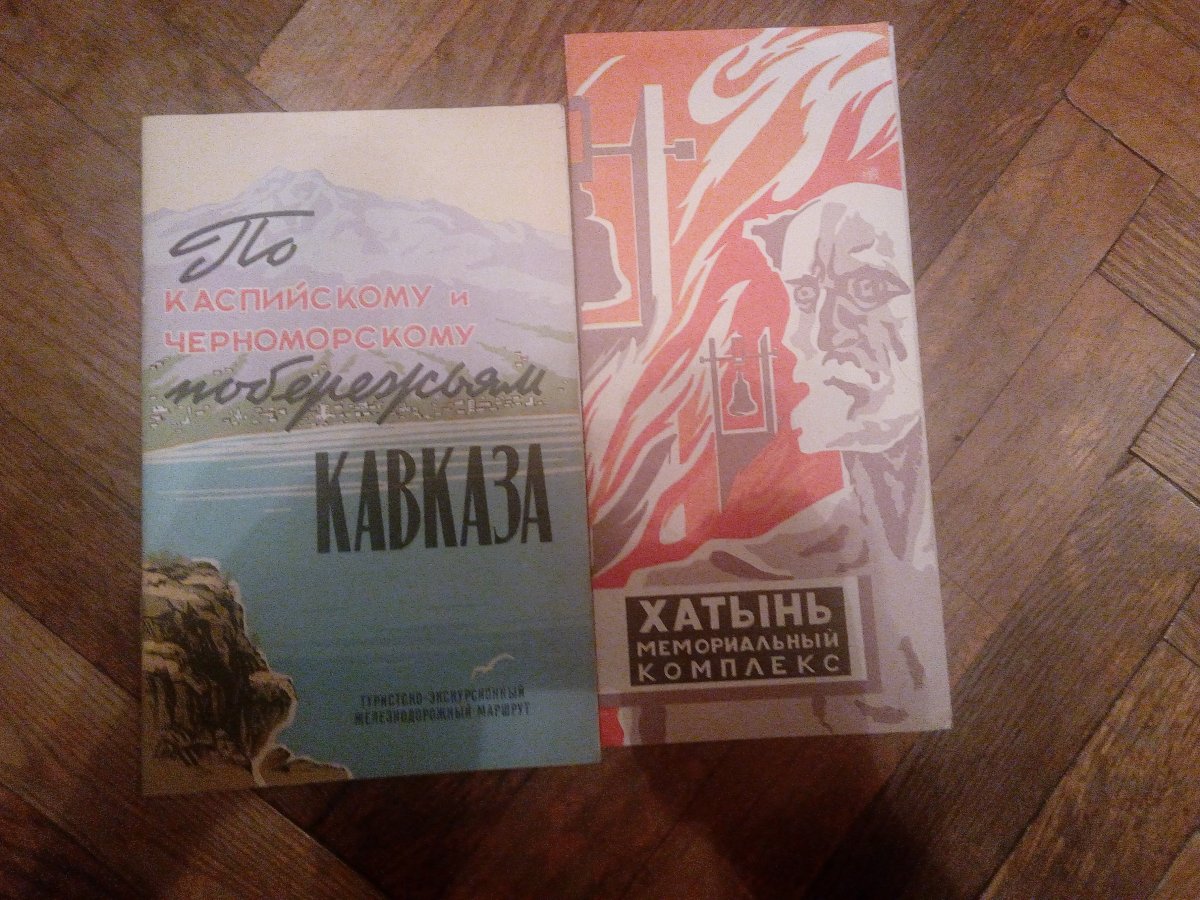 По
КАСПИЙСКОМУ и
ЧЕРНОМОРСКОМУ
побережьям
КАВКАЗА
ТУРИСТСКО-ЭКСКУРСИОННЫЙ
ЖЕЛЕЗНОДОРОЖНЫЙ МАРШРУТ
ХАТЫНЬ
МЕМОРИАЛЬНЫЙ
КОМПЛЕКС